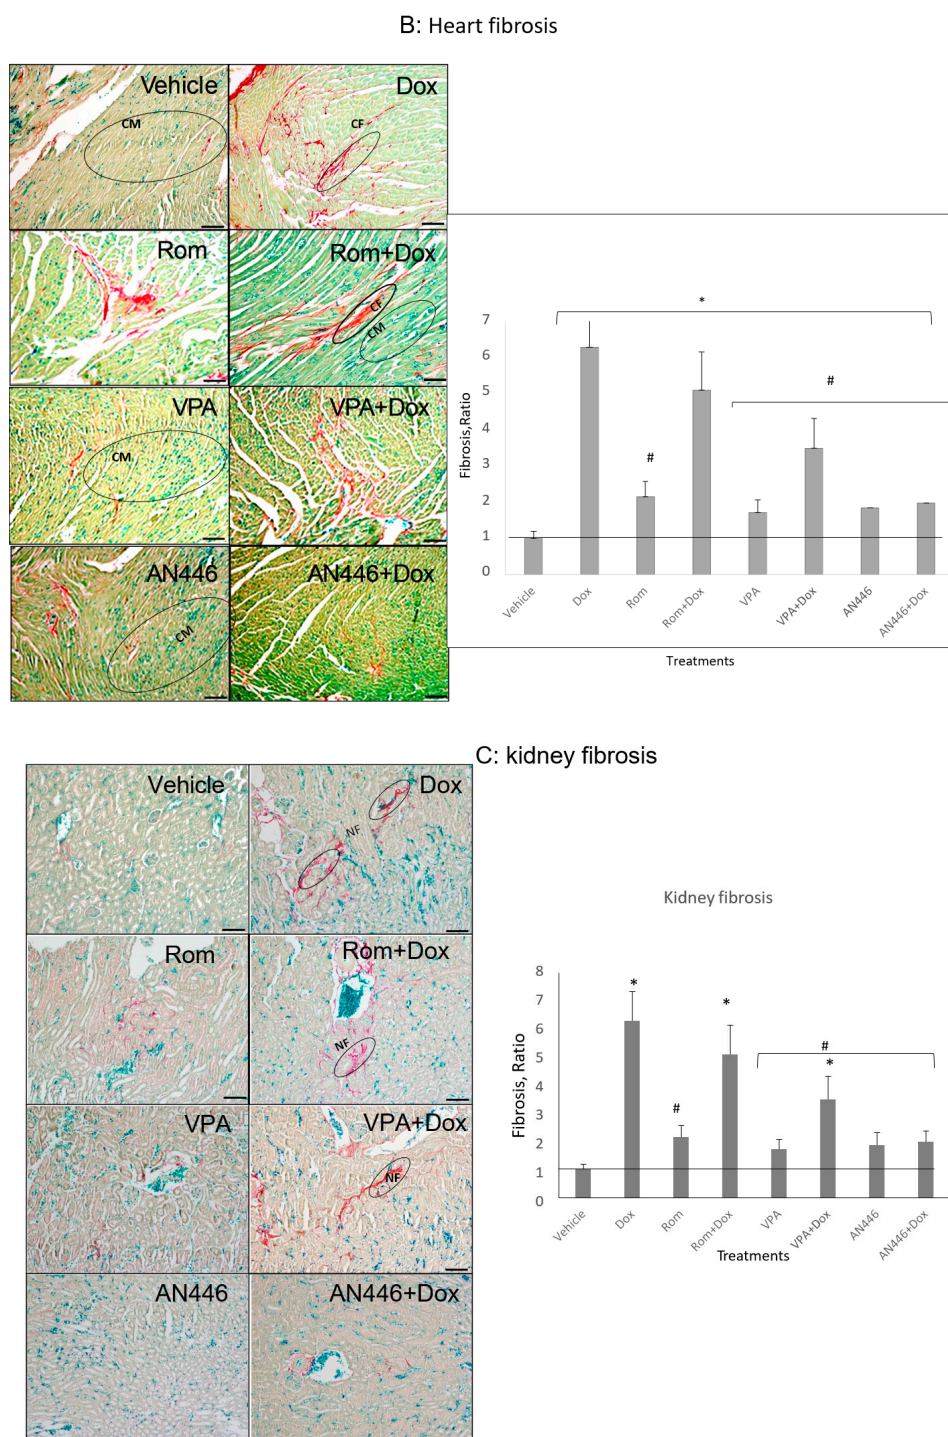 B: Heart fibrosis
Vehicle
CM
Dox
CF
Rom
Rom+Dox
CF
CM
VPA
CM
VPA+Dox
AN446
CM
AN446+Dox
*
#
#
7
6
5
4
3
2
1
0
Fibrosis,Ratio
Vehicle
Dox
Rom
Rom+Dox
VPA
VPA+Dox
AN446
AN446+Dox
Treatments
C: kidney fibrosis
Vehicle
Dox
NF
Rom
Rom+Dox
NF
VPA
VPA+Dox
NF
AN446
AN446+Dox
Kidney fibrosis
*
*
#
#
*
8
7
6
5
4
3
2
1
0
Fibrosis, Ratio
Vehicle
Dox
Rom
Rom+Dox
VPA
VPA+Dox
AN446
AN446+Dox
Treatments